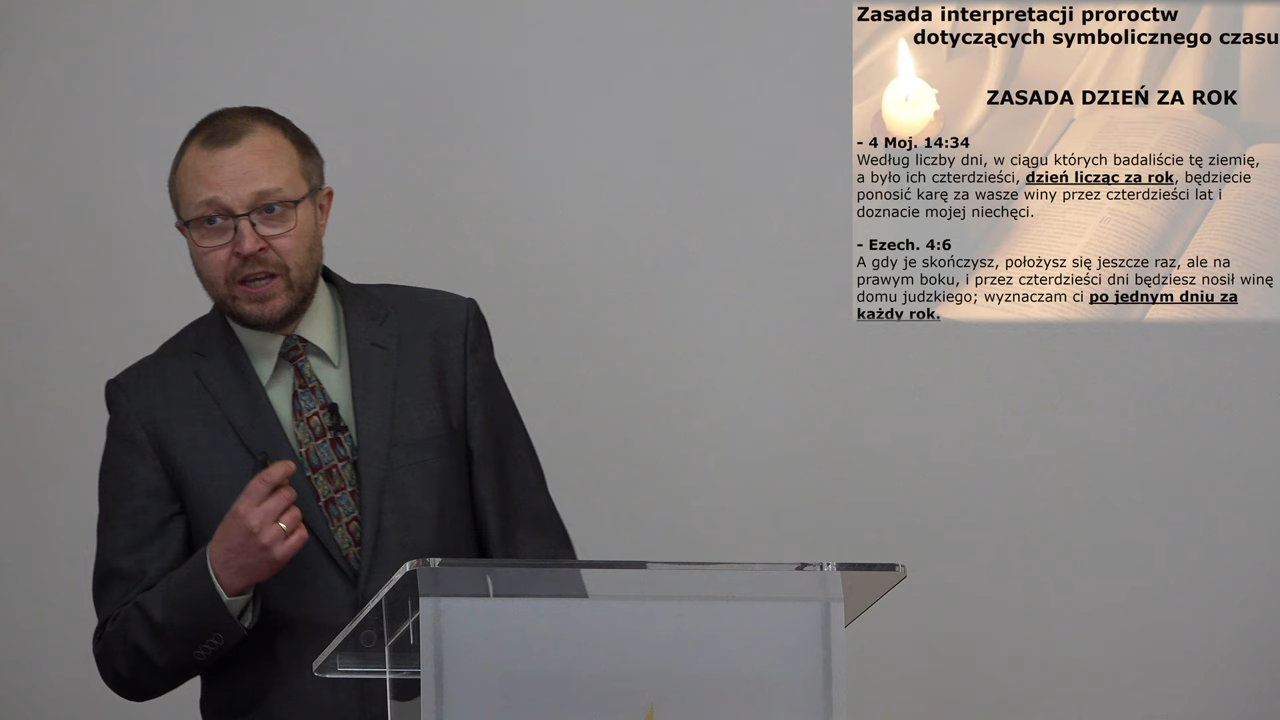 Zasada interpretacji proroctw
dotyczących symbolicznego czasu
ZASADA DZIEŃ ZA ROK
- 4 Moj. 14:34
Według liczby dni, w ciągu których badaliście tę ziemię,
a było ich czterdzieści, dzień licząc za rok, będziecie
ponosić karę za wasze winy przez czterdzieści lat i
doznacie mojej niechęci.
- Ezech. 4:6
A gdy je skończysz, położysz się jeszcze raz, ale na
prawym boku, i przez czterdzieści dni będziesz nosił winę
domu judzkiego; wyznaczam ci po jednym dniu za
każdy rok.